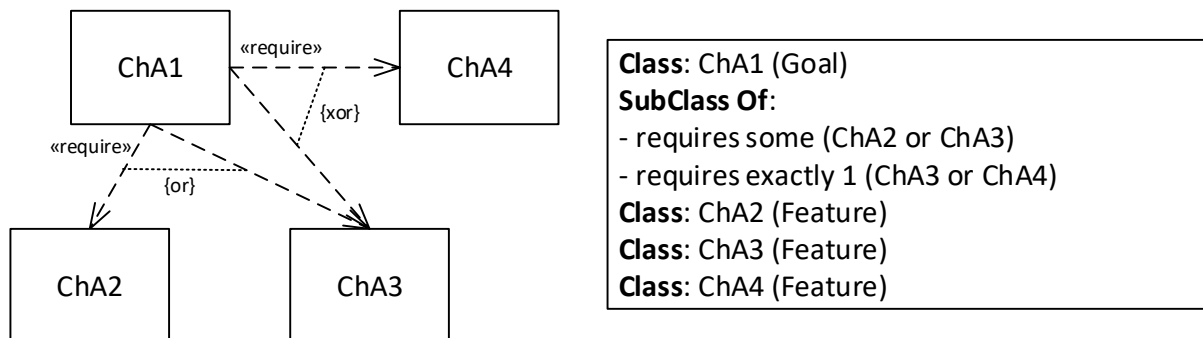 ChA1
«require»
ChA4
{xor}
«require»
{or}
ChA2
ChA3
Class: ChA1 (Goal)
SubClass Of:
- requires some (ChA2 or ChA3)
- requires exactly 1 (ChA3 or ChA4)
Class: ChA2 (Feature)
Class: ChA3 (Feature)
Class: ChA4 (Feature)